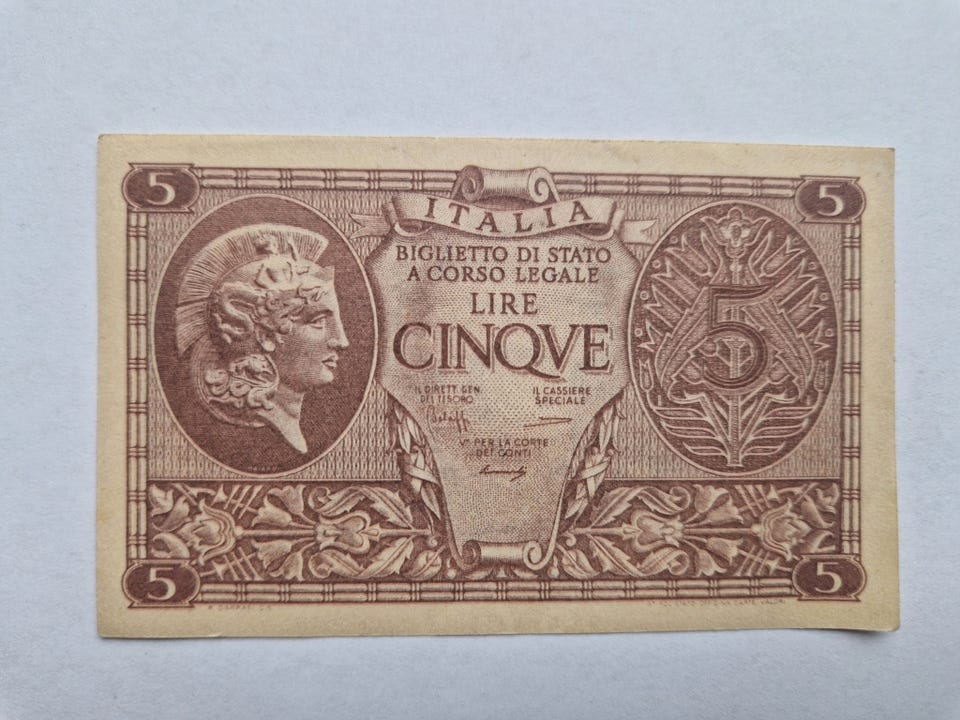 5
5
ITALIA
BIGLIETTO DI STATO
A CORSO LEGALE
LIRE
CINQVE
5
IL DIRETT. GEN.
DEL TESORO
IL CASSIERE
SPECIALE
V° PER LA CORTE
DEI CONTI
5
5